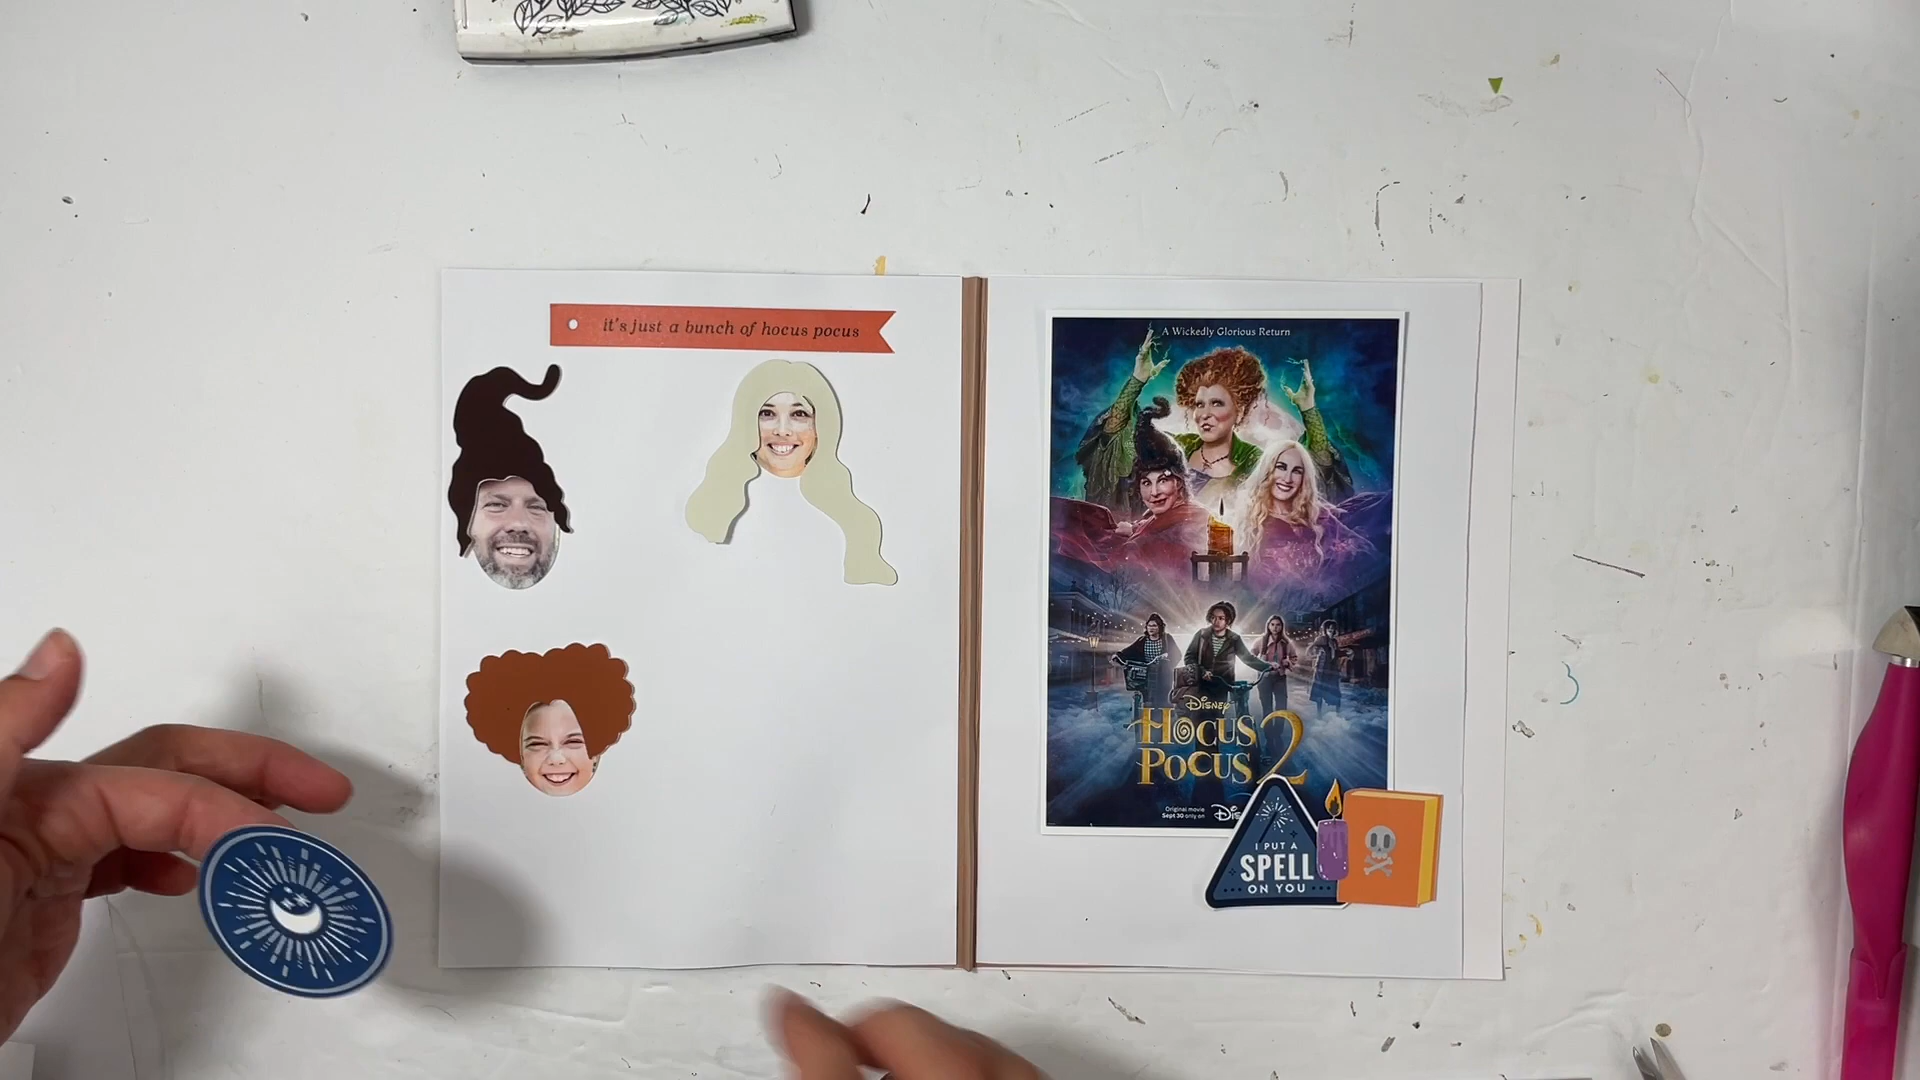 it's just a bunch of hocus pocus
A Wickedly Glorious Return
DISNEY
HOCUS
POCUS 2
Original movie
Sept 30 only on
I PUT A
SPELL
ON YOU